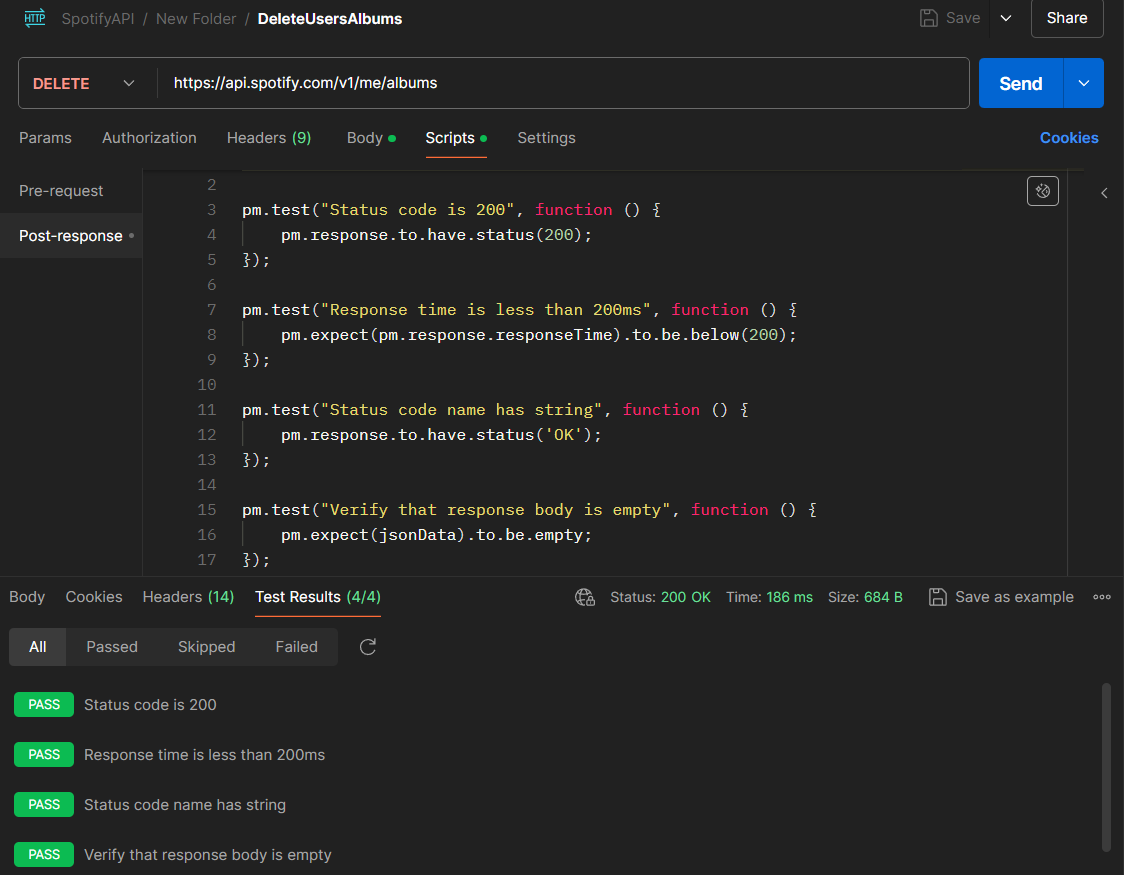 HTTP SpotifyAPI / New Folder / DeleteUsersAlbums Save Share
DELETE https://api.spotify.com/v1/me/albums Send
Params Authorization Headers (9) Body Scripts Settings Cookies
Pre-request
Post-response
2
3 pm.test("Status code is 200", function () {
4 pm.response.to.have.status(200);
5 });
6
7 pm.test("Response time is less than 200ms", function () {
8 pm.expect(pm.response.responseTime).to.be.below(200);
9 });
10
11 pm.test("Status code name has string", function () {
12 pm.response.to.have.status('OK');
13 });
14
15 pm.test("Verify that response body is empty", function () {
16 pm.expect(jsonData).to.be.empty;
17 });
Body Cookies Headers (14) Test Results (4/4) Status: 200 OK Time: 186 ms Size: 684 B Save as example
All Passed Skipped Failed
PASS Status code is 200
PASS Response time is less than 200ms
PASS Status code name has string
PASS Verify that response body is empty